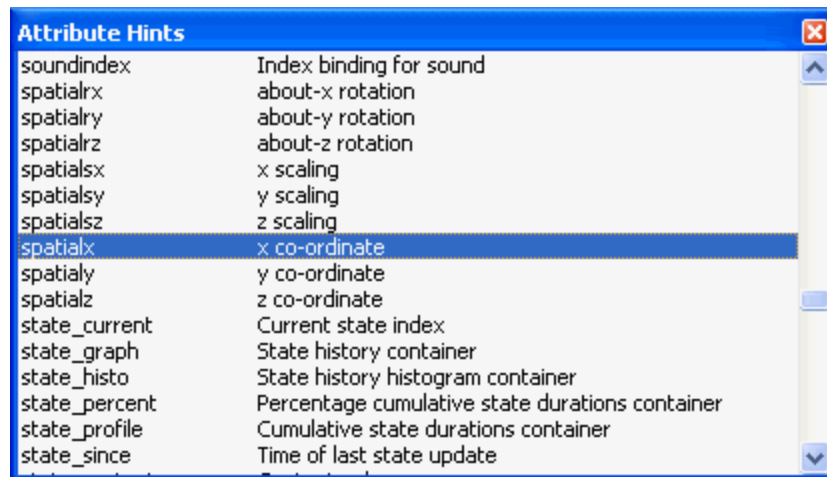 Attribute Hints
soundindex Index binding for sound
spatialrx about-x rotation
spatialry about-y rotation
spatialrz about-z rotation
spatialsx x scaling
spatialsy y scaling
spatialsz z scaling
spatialx x co-ordinate
spatialy y co-ordinate
spatialz z co-ordinate
state_current Current state index
state_graph State history container
state_histo State history histogram container
state_percent Percentage cumulative state durations container
state_profile Cumulative state durations container
state_since Time of last state update